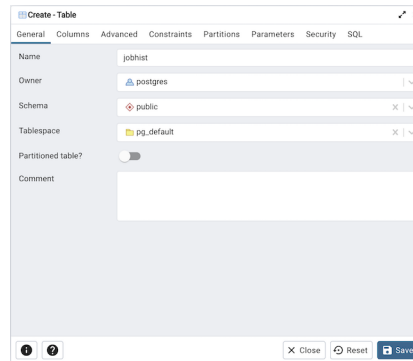 Create - Table
General Columns Advanced Constraints Partitions Parameters Security SQL
Name jobhist
Owner postgres
Schema public
Tablespace pg_default
Partitioned table?
Comment
Close Reset Save